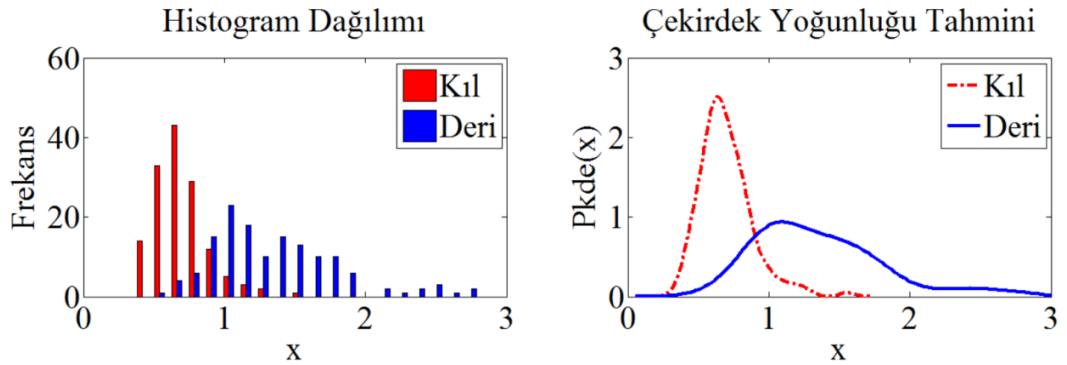 Histogram Dağılımı
60
40
20
0
Frekans
0
1
2
3
x
Kıl
Deri
Çekirdek Yoğunluğu Tahmini
3
2
1
0
Pkde(x)
0
1
2
3
x
Kıl
Deri